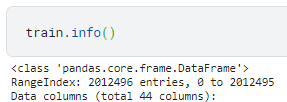 train.info()
<class 'pandas.core.frame.DataFrame'>
RangeIndex: 2012496 entries, 0 to 2012495
Data columns (total 44 columns):